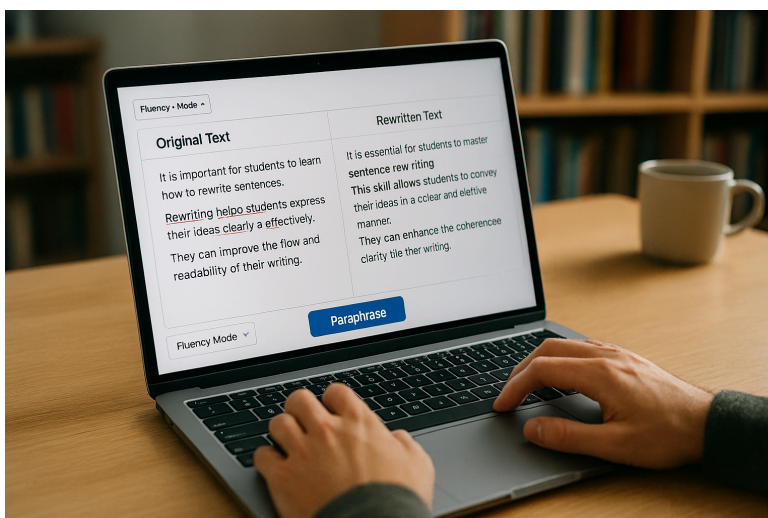 Fluency • Mode
Original Text
It is important for students to learn
how to rewrite sentences.
Rewriting helpo students express
their ideas clearly a effectively.
They can improve the flow and
readability of their writing.
Rewritten Text
It is essential for students to master
sentence rew riting
This skill allows students to convey
their ideas in a cclear and eleftive
manner.
They can enhance the coherencee
clarity tile ther writing.
Paraphrase
Fluency Mode